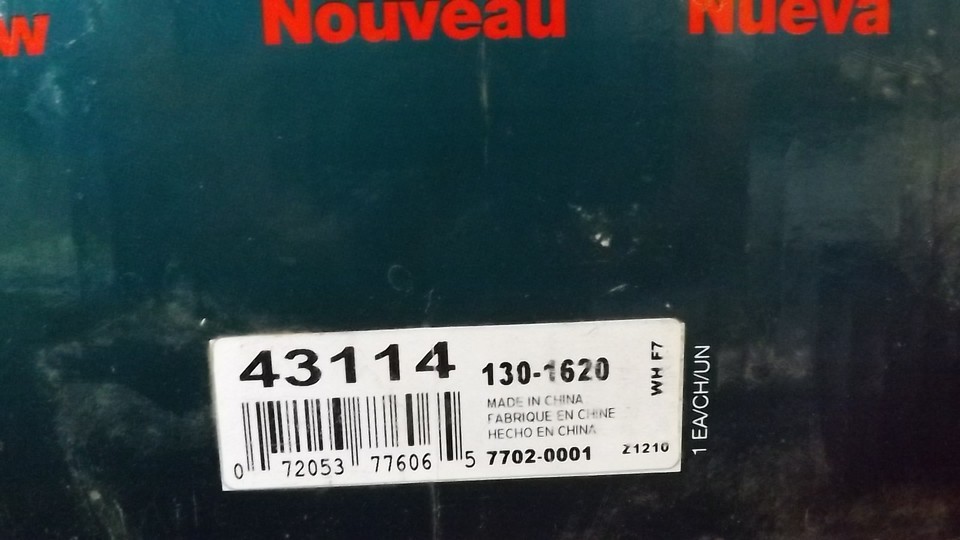 w Nouveau Nueva
43114
130-1620
WH F7
MADE IN CHINA
FABRIQUE EN CHINE
HECHO EN CHINA
0 72053 77606 5
7702-0001
Z1210
1 EA/CH/UN